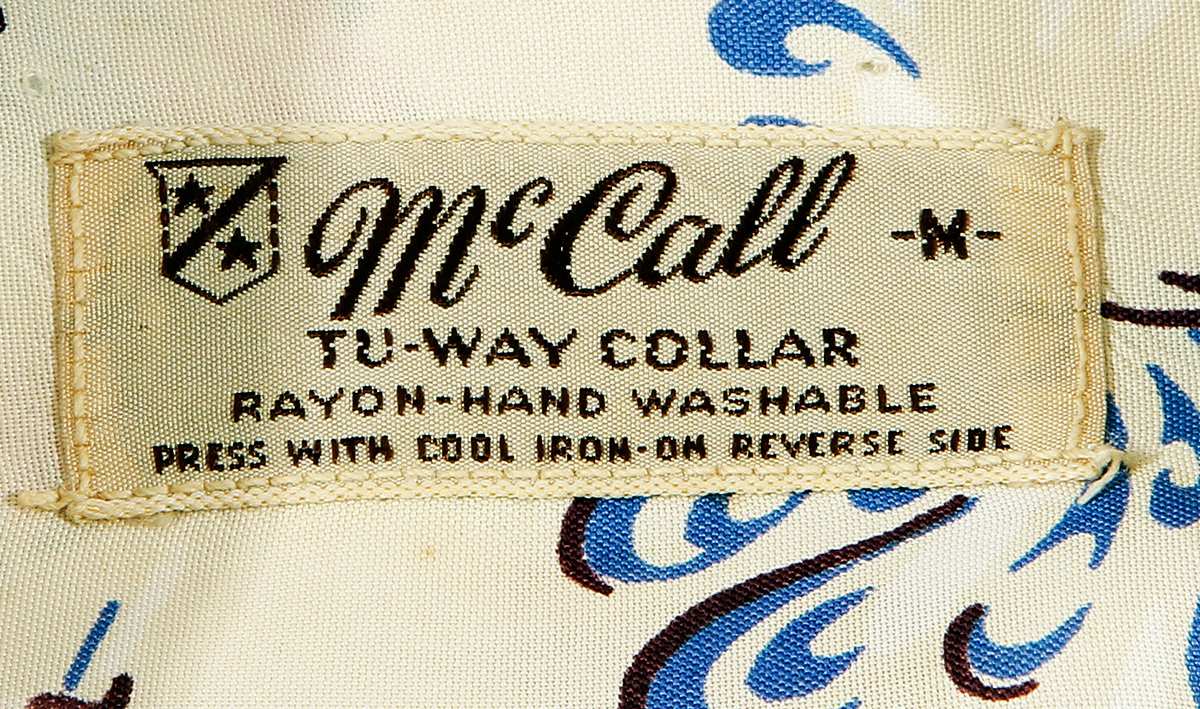 McCall -M-
TU-WAY COLLAR
RAYON-HAND WASHABLE
PRESS WITH COOL IRON-ON REVERSE SIDE